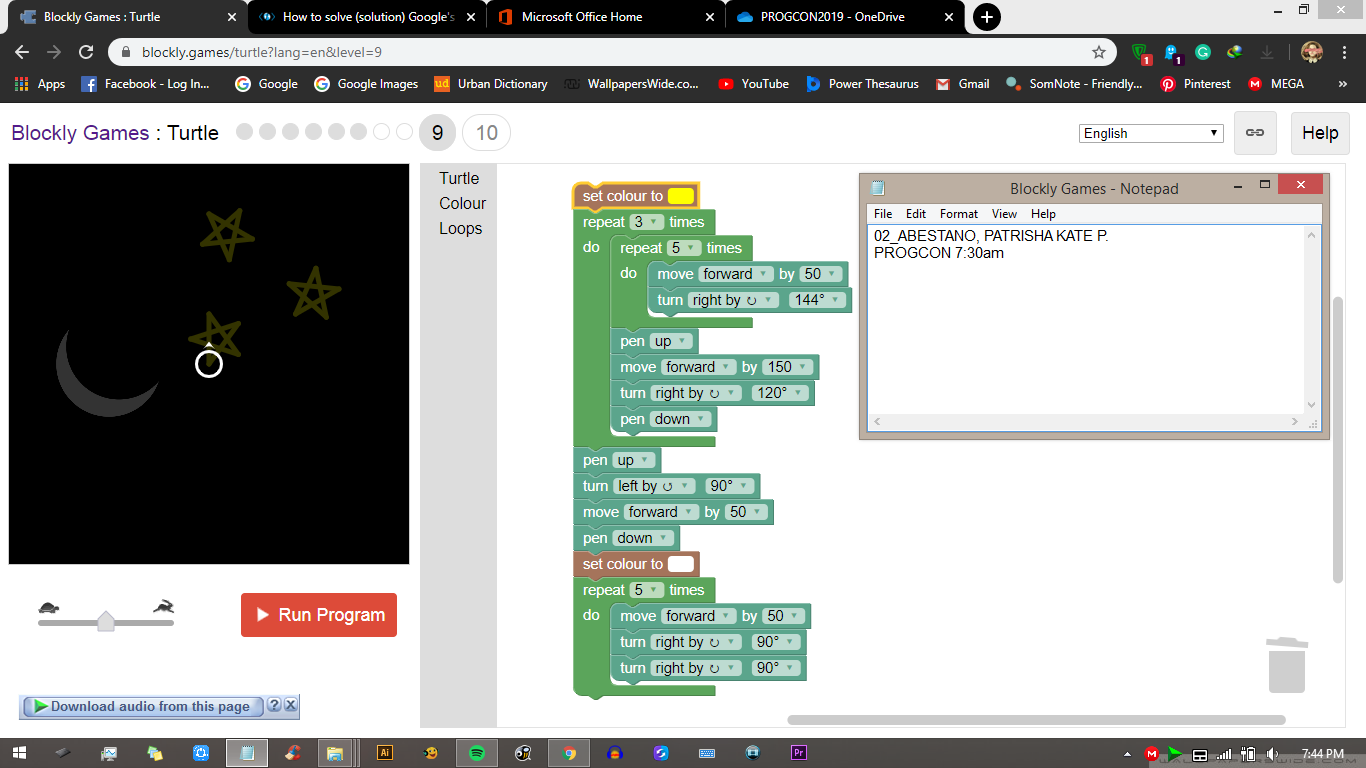 Blockly Games : Turtle
How to solve (solution) Google's
Microsoft Office Home
PROGCON2019 - OneDrive
blockly.games/turtle?lang=en&level=9
1
1
Apps
Facebook - Log In...
Google
Google Images
ud Urban Dictionary
WallpapersWide.co...
YouTube
Power Thesaurus
Gmail
SomNote - Friendly...
Pinterest
MEGA
»
Blockly Games : Turtle
9
10
English
Help
Turtle
Colour
Loops
set colour to
repeat 3 times
do repeat 5 times
do move forward by 50
turn right by ↻ 144°
pen up
move forward by 150
turn right by ↻ 120°
pen down
pen up
turn left by ↺ 90°
move forward by 50
pen down
set colour to
repeat 5 times
do move forward by 50
turn right by ↻ 90°
turn right by ↻ 90°
Blockly Games - Notepad
File Edit Format View Help
02_ABESTANO, PATRISHA KATE P.
PROGCON 7:30am
Run Program
Download audio from this page ? X
Ai
Pr
7:44 PM